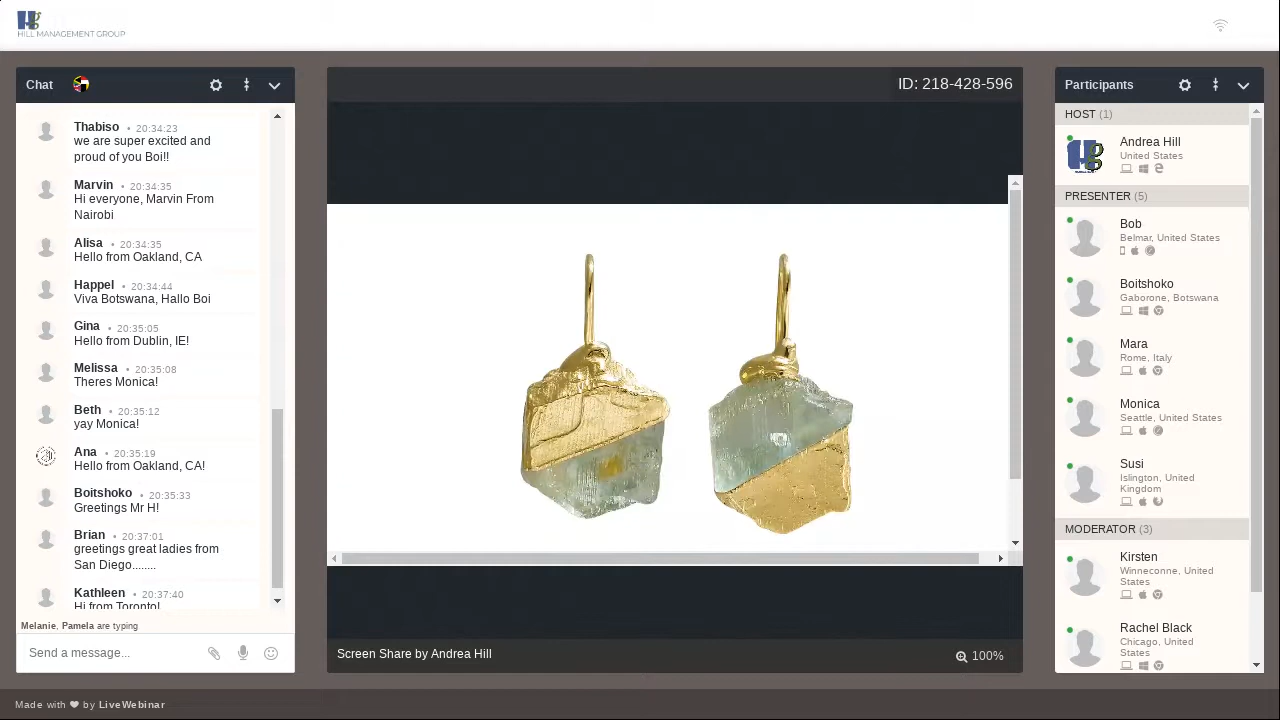 Hg
HILL MANAGEMENT GROUP
Chat
Thabiso • 20:34:23
we are super excited and
proud of you Boi!!
Marvin • 20:34:35
Hi everyone, Marvin From
Nairobi
Alisa • 20:34:35
Hello from Oakland, CA
Happel • 20:34:44
Viva Botswana, Hallo Boi
Gina • 20:35:05
Hello from Dublin, IE!
Melissa • 20:35:08
Theres Monica!
Beth • 20:35:12
yay Monica!
Ana • 20:35:19
Hello from Oakland, CA!
Boitshoko • 20:35:33
Greetings Mr H!
Brian • 20:37:01
greetings great ladies from
San Diego........
Kathleen • 20:37:40
Hi from Toronto!
Melanie, Pamela are typing
Send a message...
ID: 218-428-596
Screen Share by Andrea Hill
100%
Participants
HOST (1)
Hg
Andrea Hill
United States
PRESENTER (5)
Bob
Belmar, United States
Boitshoko
Gaborone, Botswana
Mara
Rome, Italy
Monica
Seattle, United States
Susi
Islington, United
Kingdom
MODERATOR (3)
Kirsten
Winneconne, United
States
Rachel Black
Chicago, United
States
Made with ❤ by LiveWebinar